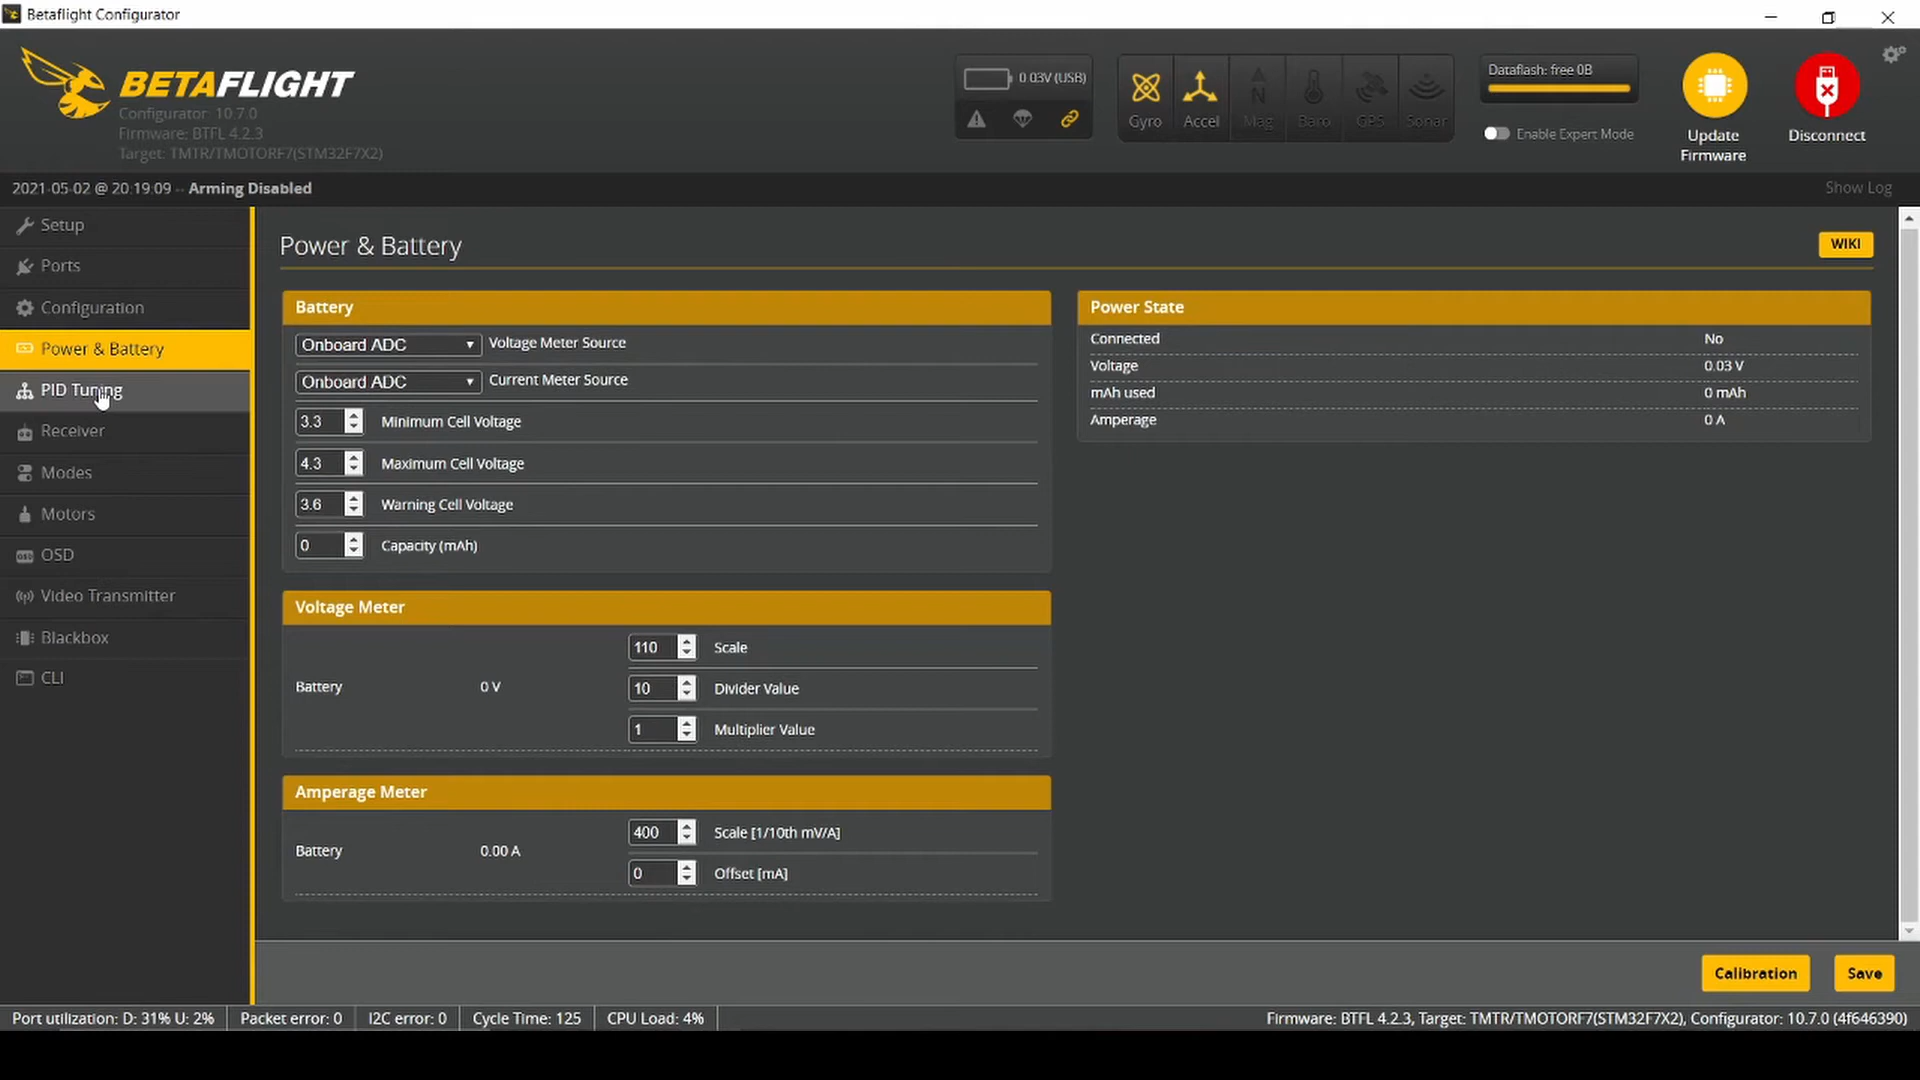 Betaflight Configurator
BETAFLIGHT
Configurator: 10.7.0
Firmware: BTFL 4.2.3
Target: TMTR/TMOTORF7(STM32F7X2)
0.03V (USB)
Gyro
Accel
Mag
Baro
GPS
Sonar
Dataflash: free 0B
Enable Expert Mode
Update
Firmware
Disconnect
2021-05-02 @ 20:19:09 -- Arming Disabled
Show Log
Setup
Ports
Configuration
Power & Battery
PID Tuning
Receiver
Modes
Motors
OSD
Video Transmitter
Blackbox
CLI
Power & Battery
WIKI
Battery
Onboard ADC Voltage Meter Source
Onboard ADC Current Meter Source
3.3 Minimum Cell Voltage
4.3 Maximum Cell Voltage
3.6 Warning Cell Voltage
0 Capacity (mAh)
Power State
Connected No
Voltage 0.03 V
mAh used 0 mAh
Amperage 0 A
Voltage Meter
Battery 0 V
110 Scale
10 Divider Value
1 Multiplier Value
Amperage Meter
Battery 0.00 A
400 Scale [1/10th mV/A]
0 Offset [mA]
Calibration
Save
Port utilization: D: 31% U: 2% Packet error: 0 I2C error: 0 Cycle Time: 125 CPU Load: 4% Firmware: BTFL 4.2.3, Target: TMTR/TMOTORF7(STM32F7X2), Configurator: 10.7.0 (4f646390)